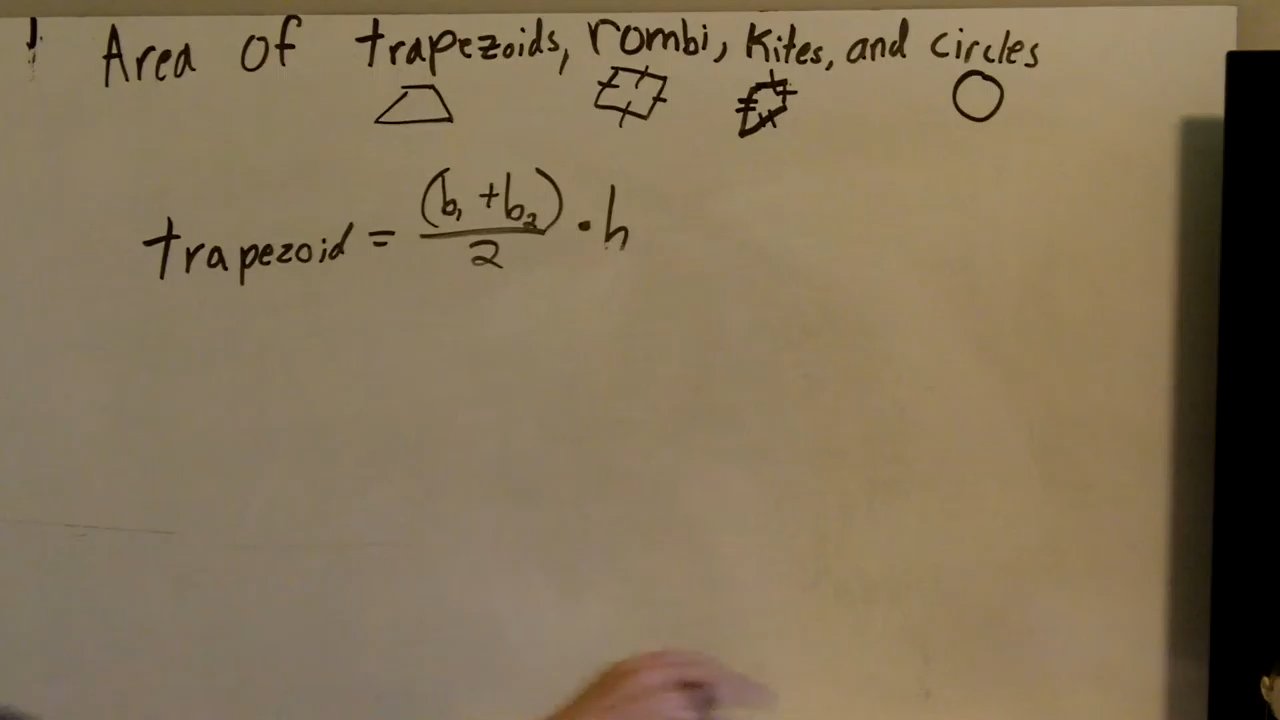 Area of trapezoids, rombi, Kites, and circles
trapezoid = (b₁ + b₂)/2 · h